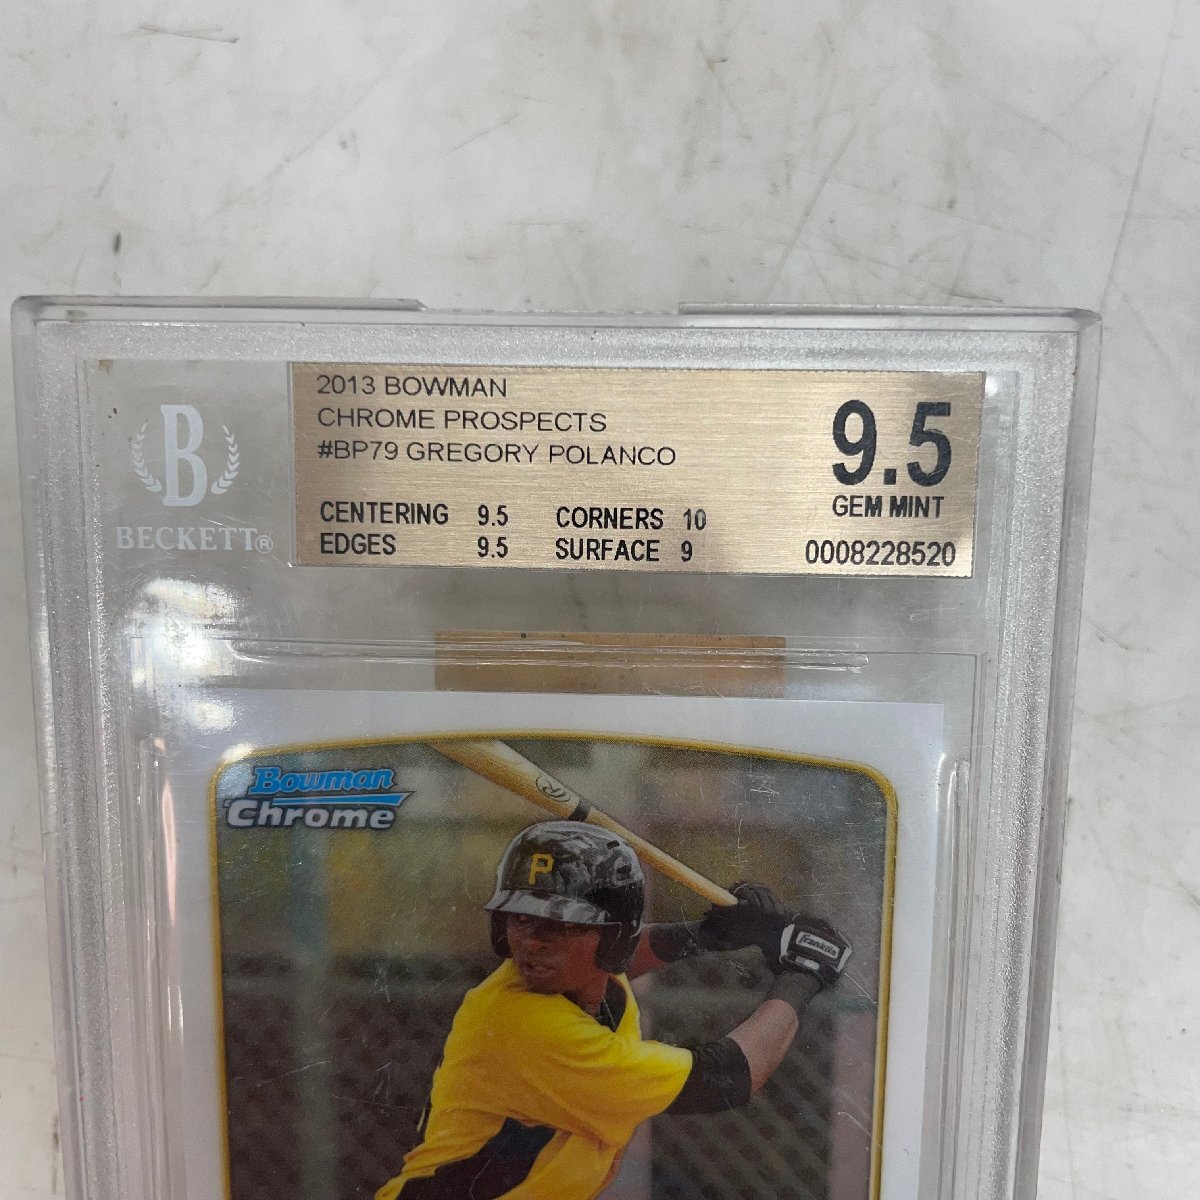 2013 BOWMAN
CHROME PROSPECTS
#BP79 GREGORY POLANCO
CENTERING 9.5 CORNERS 10
EDGES 9.5 SURFACE 9
9.5
GEM MINT
0008228520
B
BECKETT®
Bowman
Chrome
P
Franklin